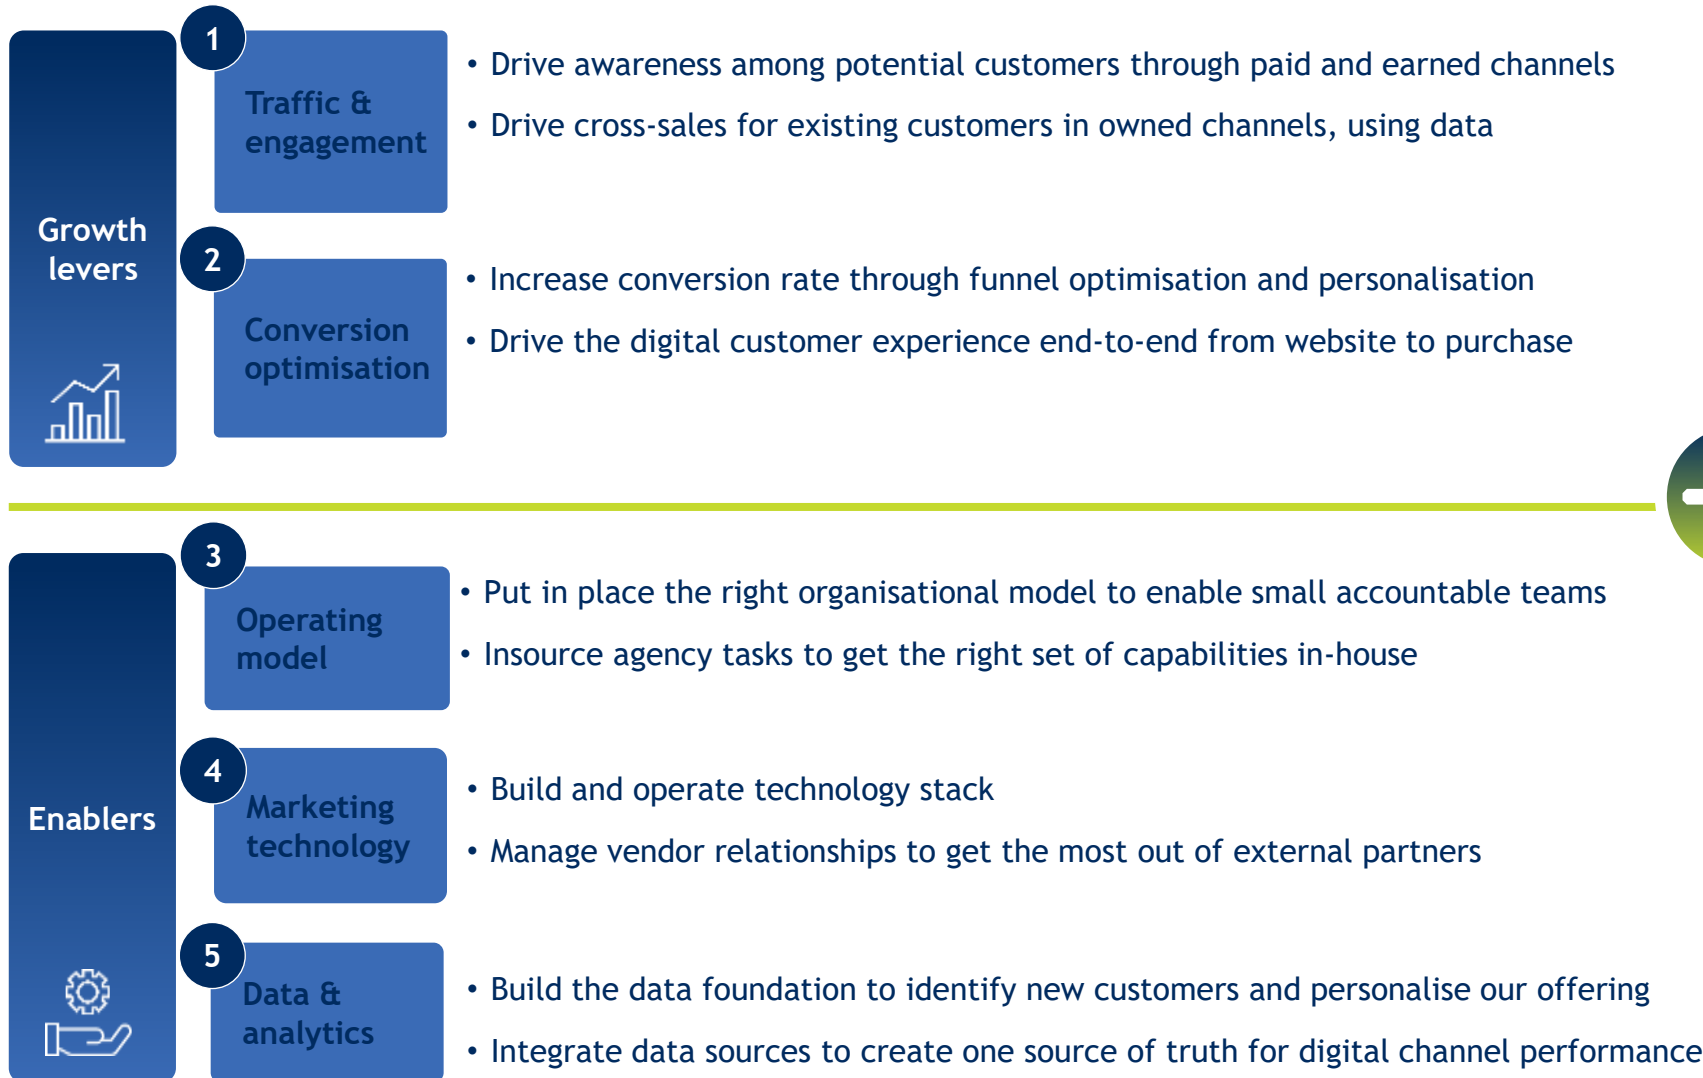 Growth
levers
1
Traffic &
engagement
• Drive awareness among potential customers through paid and earned channels
• Drive cross-sales for existing customers in owned channels, using data
2
Conversion
optimisation
• Increase conversion rate through funnel optimisation and personalisation
• Drive the digital customer experience end-to-end from website to purchase
Enablers
3
Operating
model
• Put in place the right organisational model to enable small accountable teams
• Insource agency tasks to get the right set of capabilities in-house
4
Marketing
technology
• Build and operate technology stack
• Manage vendor relationships to get the most out of external partners
5
Data &
analytics
• Build the data foundation to identify new customers and personalise our offering
• Integrate data sources to create one source of truth for digital channel performance